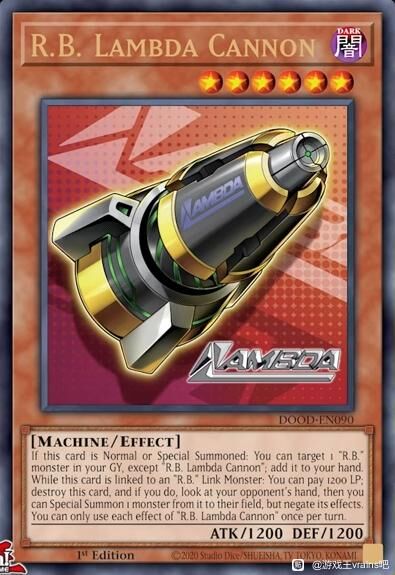 R.B. LAMBDA CANNON
DARK
闇
LAMBDA
LAMBDA
DOOD-EN090
[MACHINE/EFFECT]
If this card is Normal or Special Summoned: You can target 1 "R.B."
monster in your GY, except "R.B. Lambda Cannon"; add it to your hand.
While this card is linked to an "R.B." Link Monster: You can pay 1200 LP;
destroy this card, and if you do, look at your opponent's hand, then you
can Special Summon 1 monster from it to their field, but negate its effects.
You can only use each effect of "R.B. Lambda Cannon" once per turn.
ATK/1200 DEF/1200
1st Edition
©2020 Studio Dice/SHUEISHA, TV TOKYO, KONAMI
贴 @游戏王vrains吧